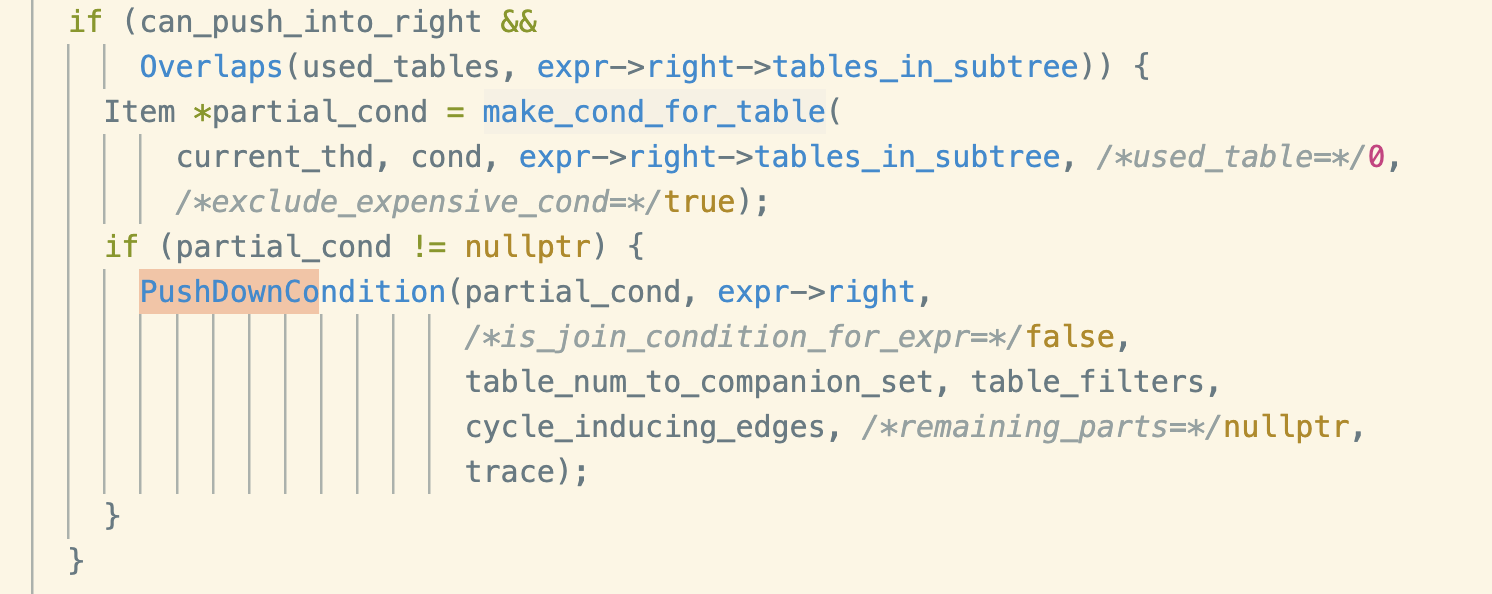 if (can_push_into_right &&
Overlaps(used_tables, expr->right->tables_in_subtree)) {
Item *partial_cond = make_cond_for_table(
current_thd, cond, expr->right->tables_in_subtree, /*used_table=*/0,
/*exclude_expensive_cond=*/true);
if (partial_cond != nullptr) {
PushDownCondition(partial_cond, expr->right,
/*is_join_condition_for_expr=*/false,
table_num_to_companion_set, table_filters,
cycle_inducing_edges, /*remaining_parts=*/nullptr,
trace);
}
}